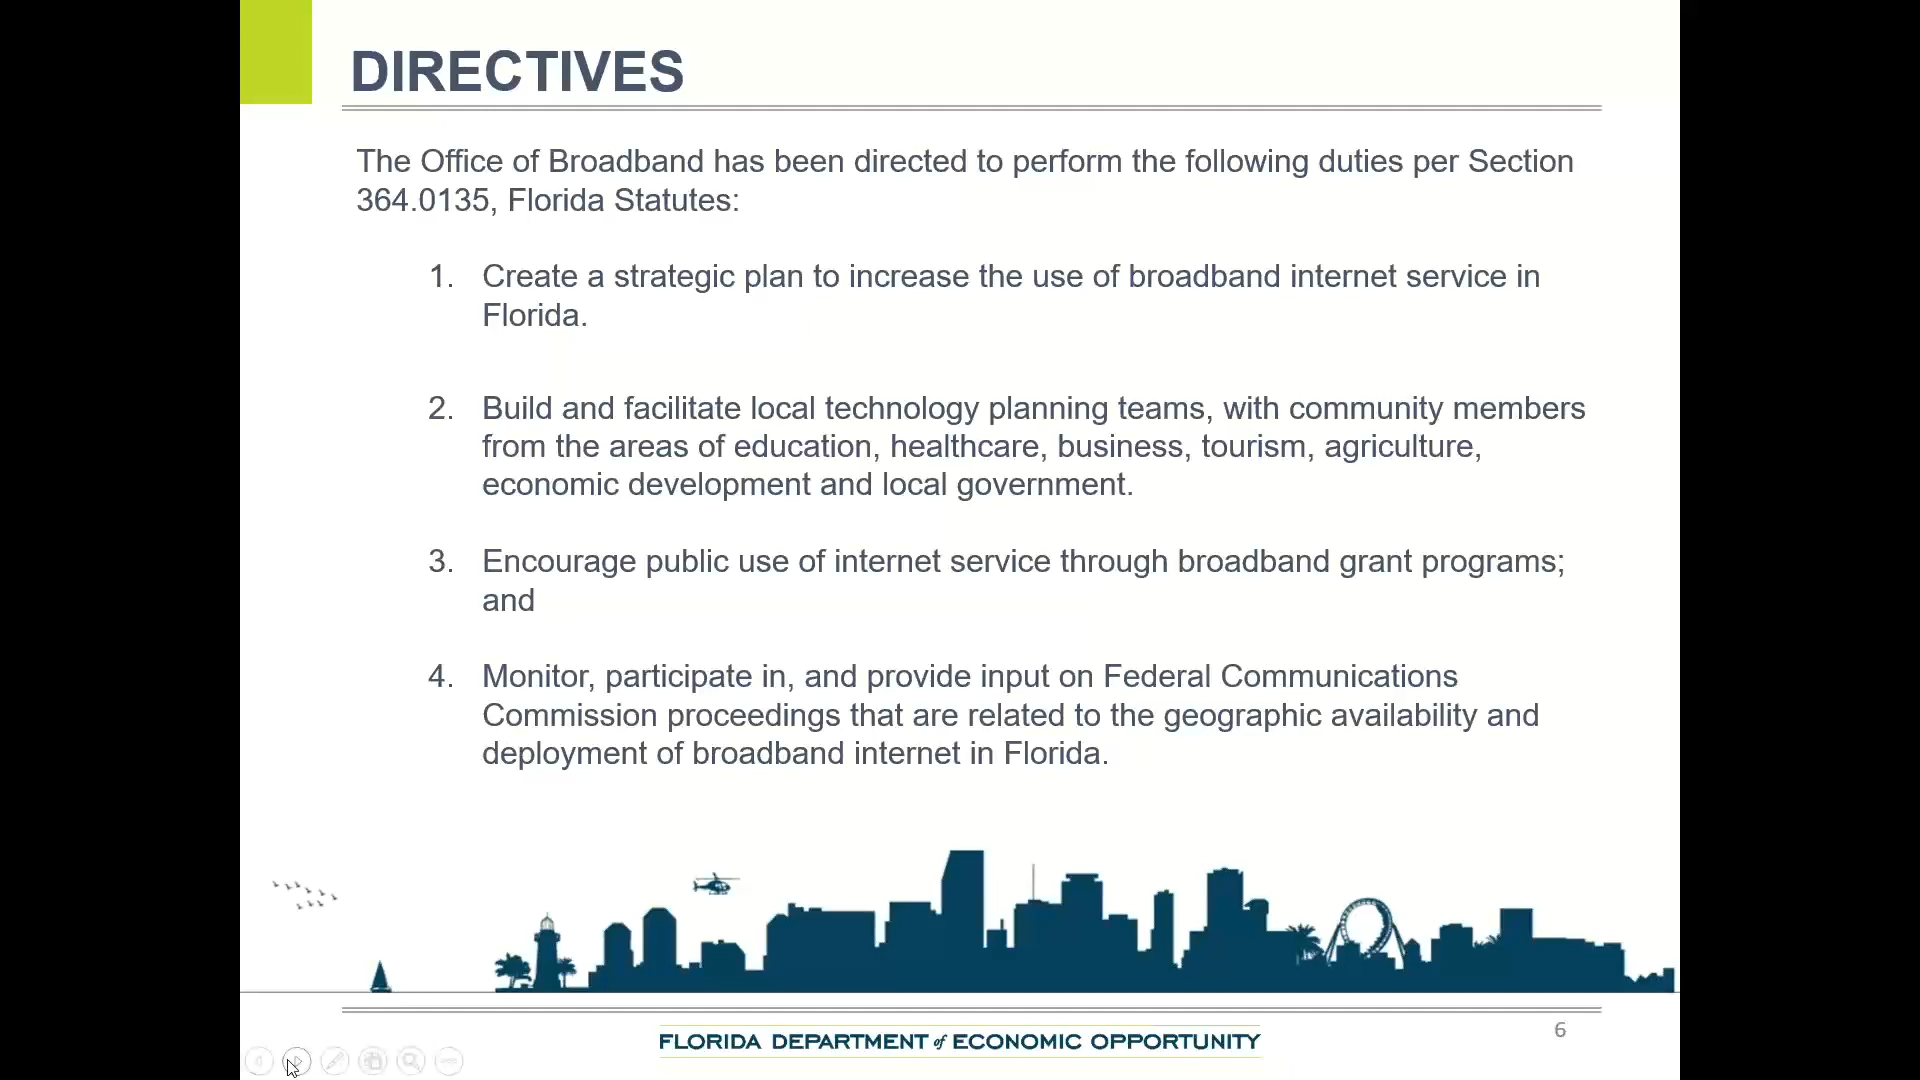 DIRECTIVES
The Office of Broadband has been directed to perform the following duties per Section
364.0135, Florida Statutes:
1. Create a strategic plan to increase the use of broadband internet service in
Florida.
2. Build and facilitate local technology planning teams, with community members
from the areas of education, healthcare, business, tourism, agriculture,
economic development and local government.
3. Encourage public use of internet service through broadband grant programs;
and
4. Monitor, participate in, and provide input on Federal Communications
Commission proceedings that are related to the geographic availability and
deployment of broadband internet in Florida.
FLORIDA DEPARTMENT of ECONOMIC OPPORTUNITY
6